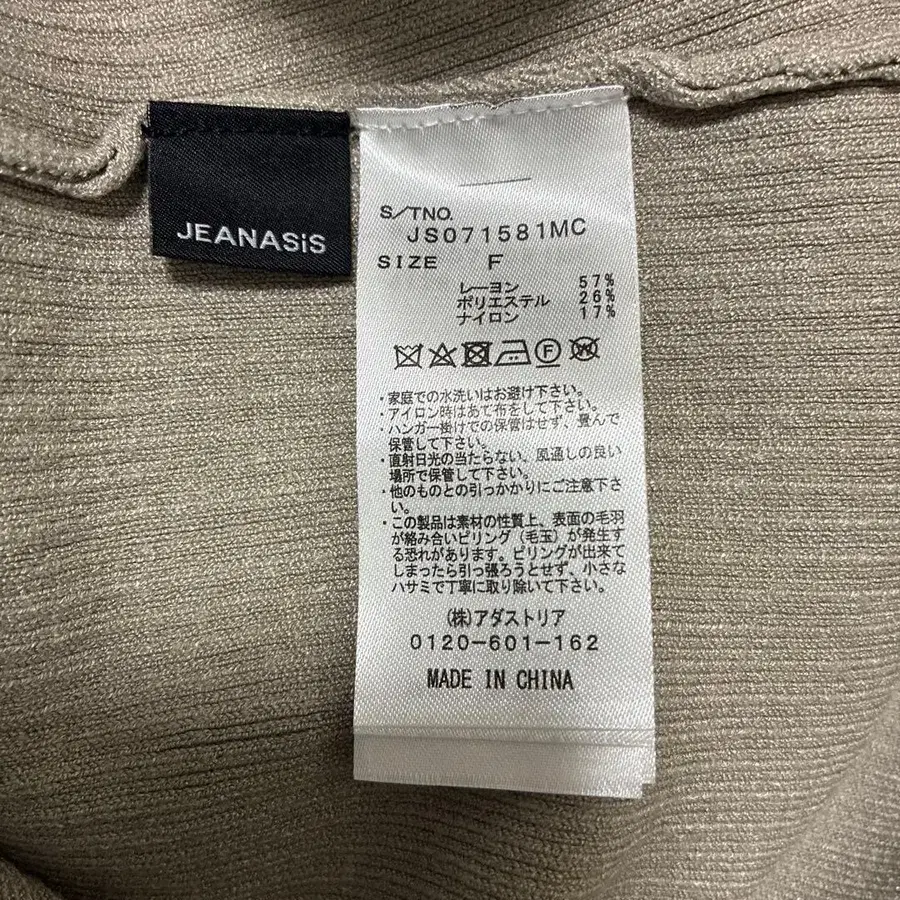 JEANASiS
S/TNO.
JS071581MC
SIZE F
レーヨン 57%
ポリエステル 26%
ナイロン 17%
・家庭での水洗いはお避け下さい。
・アイロン時はあて布をして下さい。
・ハンガー掛けでの保管はせず、畳んで
保管して下さい。
・直射日光の当たらない、風通しの良い
場所で保管して下さい。
・他のものとの引っかかりにご注意下さ
い。
・この製品は素材の性質上、表面の毛羽
が絡み合いピリング（毛玉）が発生す
る恐れがあります。ピリングが出来て
しまったら引っ張ろうとせず、小さな
ハサミで丁寧に取り除いて下さい。
(株)アダストリア
0120-601-162
MADE IN CHINA